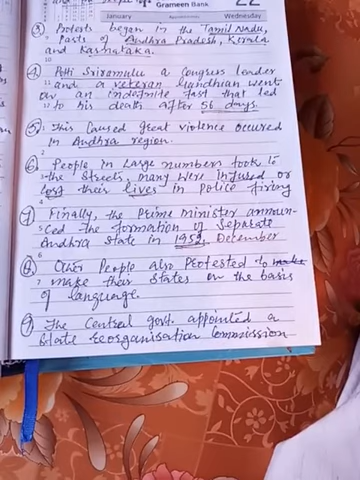 Grameen Bank
22
January
Wednesday
③ Protests began in the Tamil Nadu,
Parts of Andhra Pradesh, Kerala
and Karnataka.
④ Potti Sriramulu a Congress leader
and a veteran Gandhian went
on an indefinite fast that led
to his death after 56 days.
⑤ This Caused great violence occured
in Andhra region.
⑥ People in Large numbers took to
the streets, many were injured or
lost their lives in Police firing
⑦ Finally, the Prime minister announ-
ced the formation of Separate
Andhra state in 1952 December
⑧ Other People also Protested to
make their states on the basis
of language.
⑨ The Central govt. appointed a
State reorganisation Commission